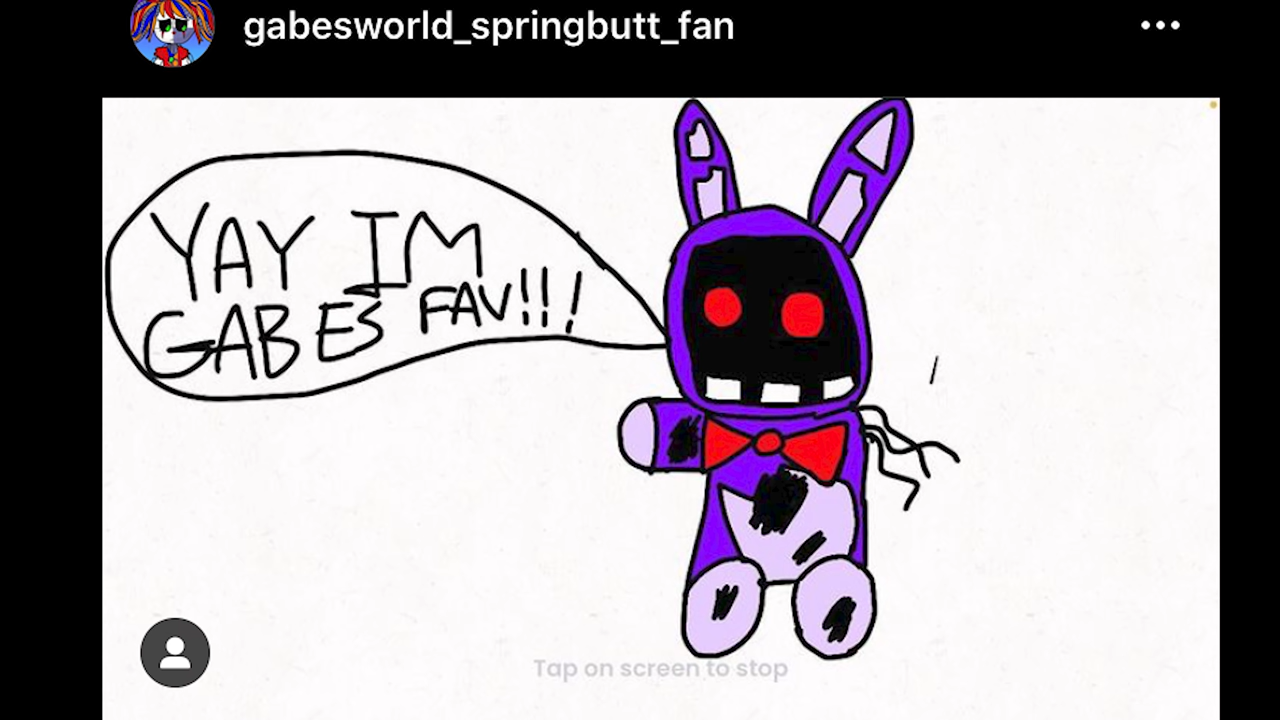 gabesworld_springbutt_fan
YAY IM
GABES FAV!!!
Tap on screen to stop